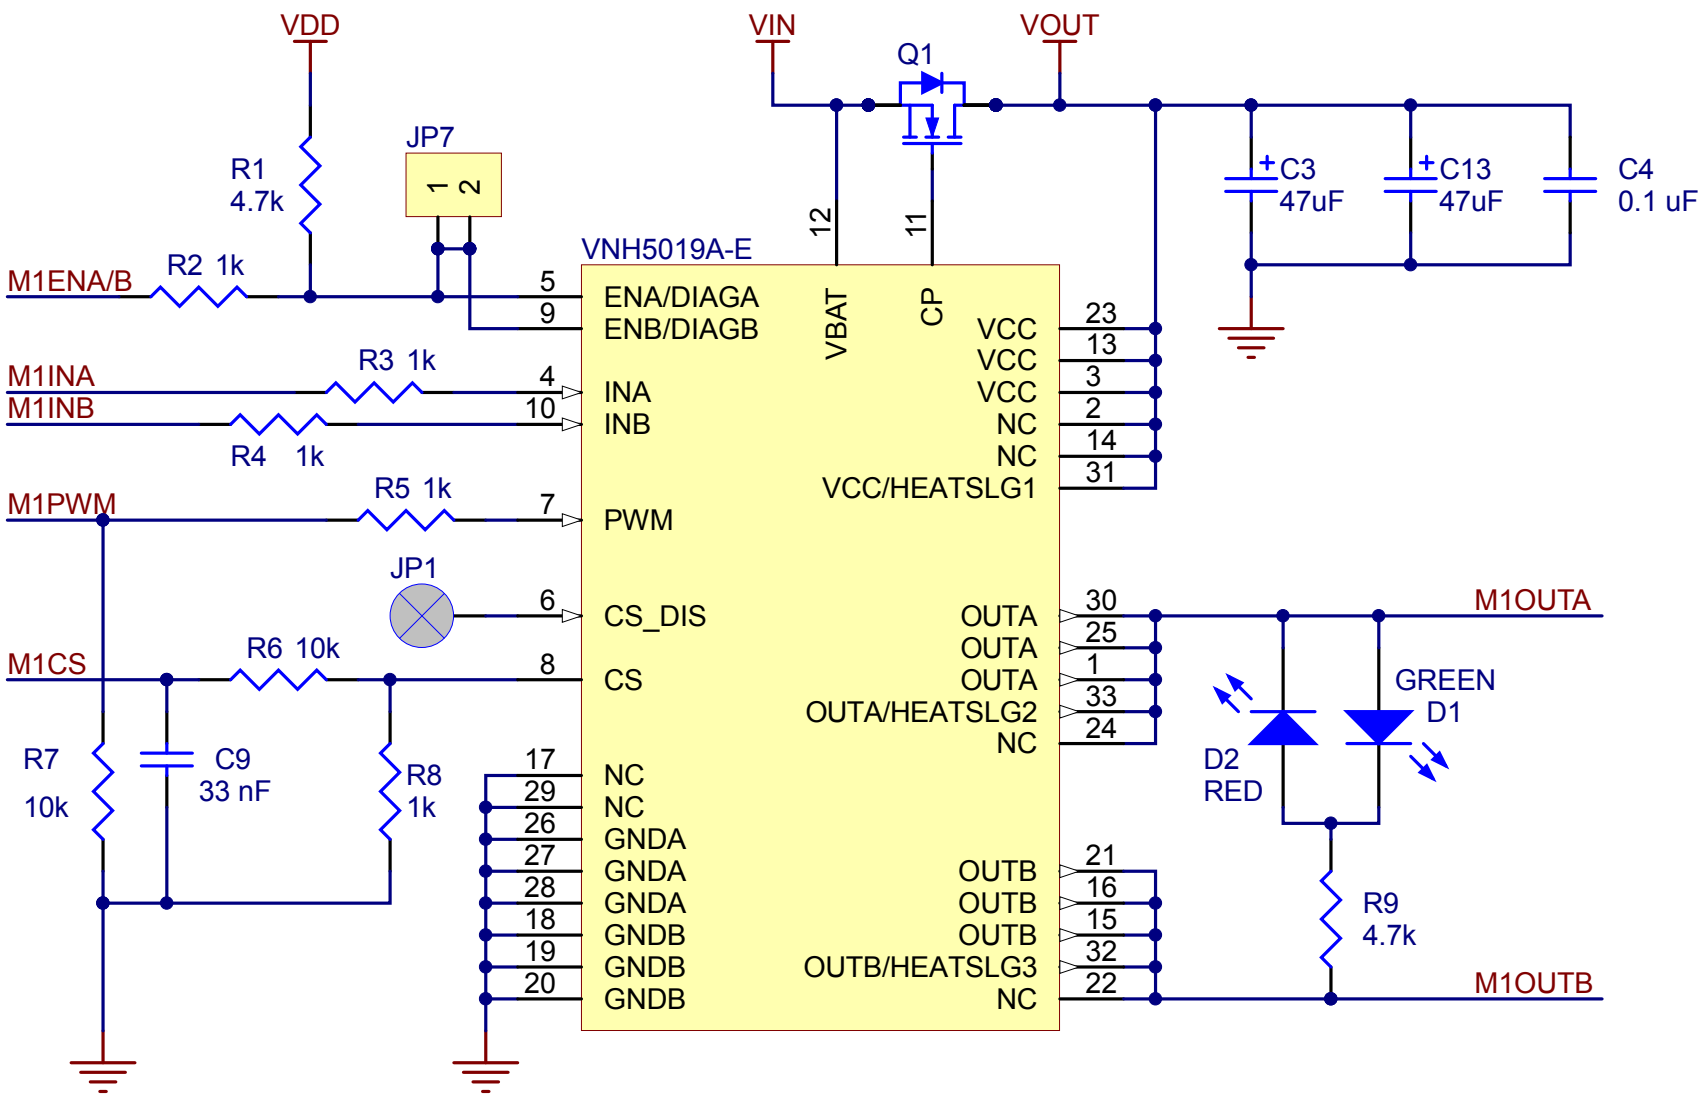 VDD
VIN
VOUT
Q1
JP7
1
2
R1
4.7k
C3
47uF
C13
47uF
C4
0.1 uF
+
+
12
11
VNH5019A-E
M1ENA/B
R2 1k
5
ENA/DIAGA
9
ENB/DIAGB
VBAT
CP
VCC
23
VCC
13
VCC
3
NC
2
NC
14
VCC/HEATSLG1
31
M1INA
R3 1k
4
INA
M1INB
R4 1k
10
INB
M1PWM
R5 1k
7
PWM
JP1
6
CS_DIS
M1CS
R6 10k
8
CS
OUTA
30
OUTA
25
OUTA
1
OUTA/HEATSLG2
33
NC
24
M1OUTA
GREEN
D1
D2
RED
R7
10k
C9
33 nF
R8
1k
17
NC
29
NC
26
GNDA
27
GNDA
28
GNDA
18
GNDB
19
GNDB
20
GNDB
OUTB
21
OUTB
16
OUTB
15
OUTB/HEATSLG3
32
NC
22
R9
4.7k
M1OUTB